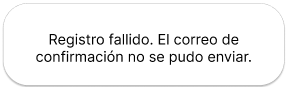 Registro fallido. El correo de
confirmación no se pudo enviar.